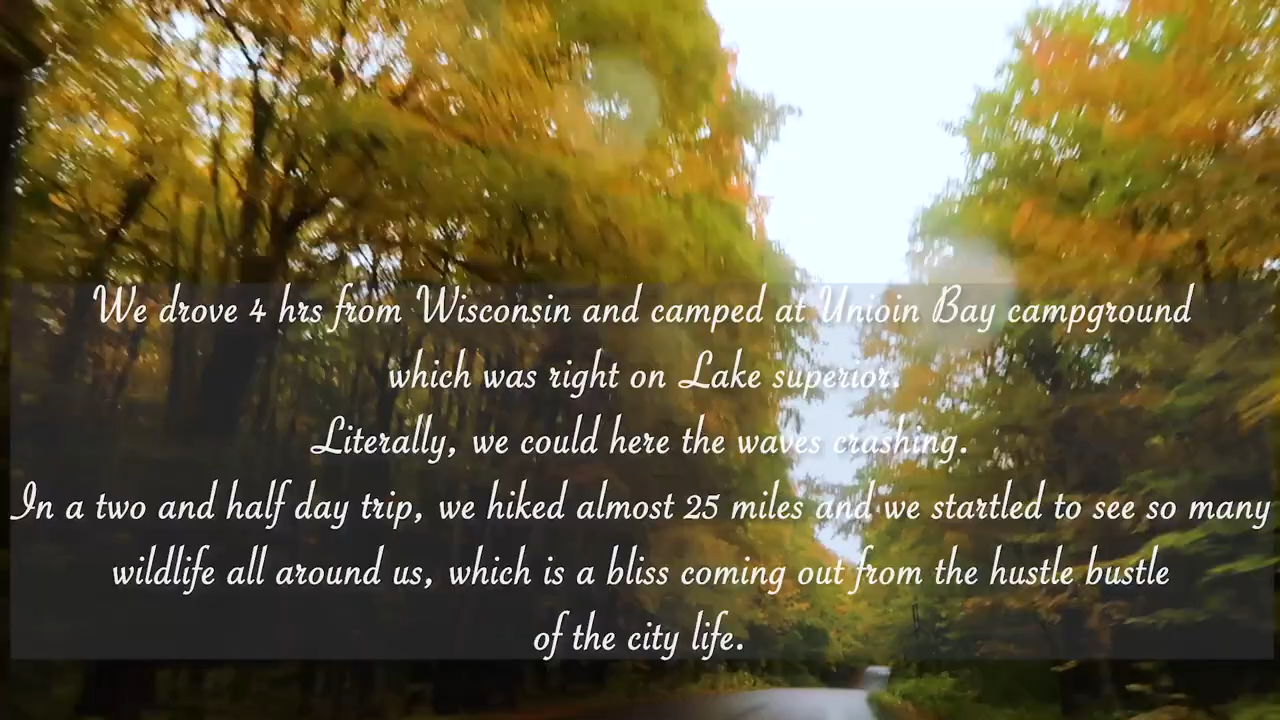 We drove 4 hrs from Wisconsin and camped at Unioin Bay campground
which was right on Lake superior.
Literally, we could here the waves crashing.
In a two and half day trip, we hiked almost 25 miles and we startled to see so many
wildlife all around us, which is a bliss coming out from the hustle bustle
of the city life.